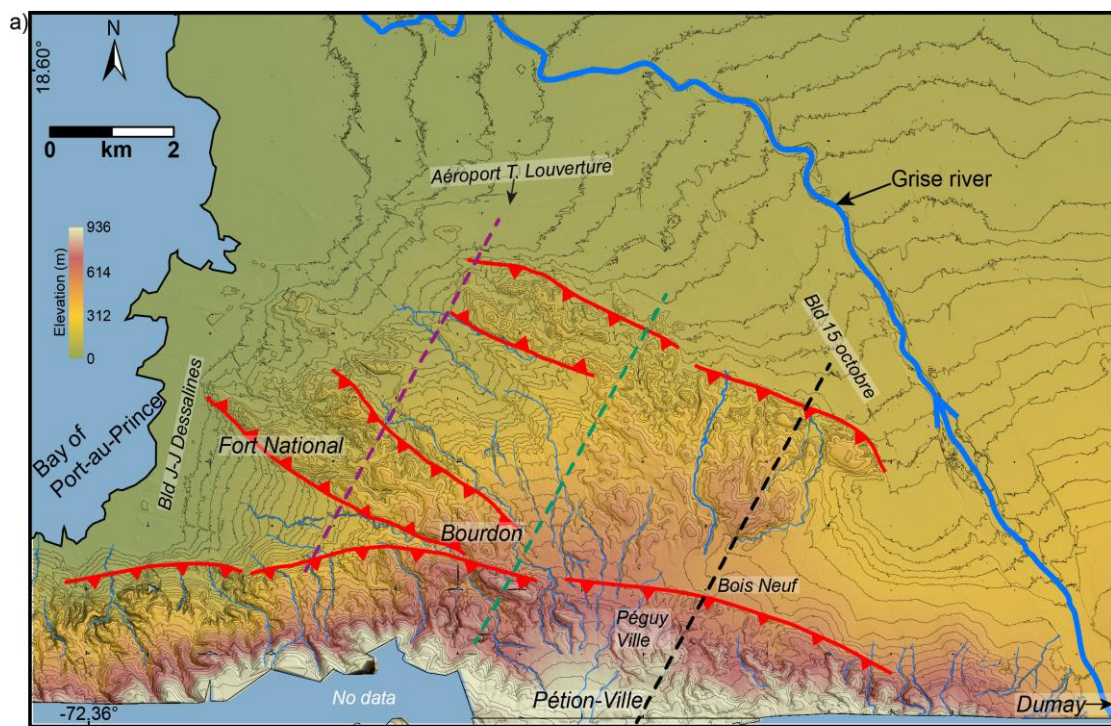 a)
N
18.60°
0 2
km
Aéroport T. Louverture
Grise river
Elevation (m)
936
614
312
0
Bld 15 octobre
Bay of
Port-au-Prince
Bld J-J Dessalines
Fort National
Bourdon
Bois Neuf
Péguy
Ville
No data
Pétion-Ville
Dumay
-72,36°